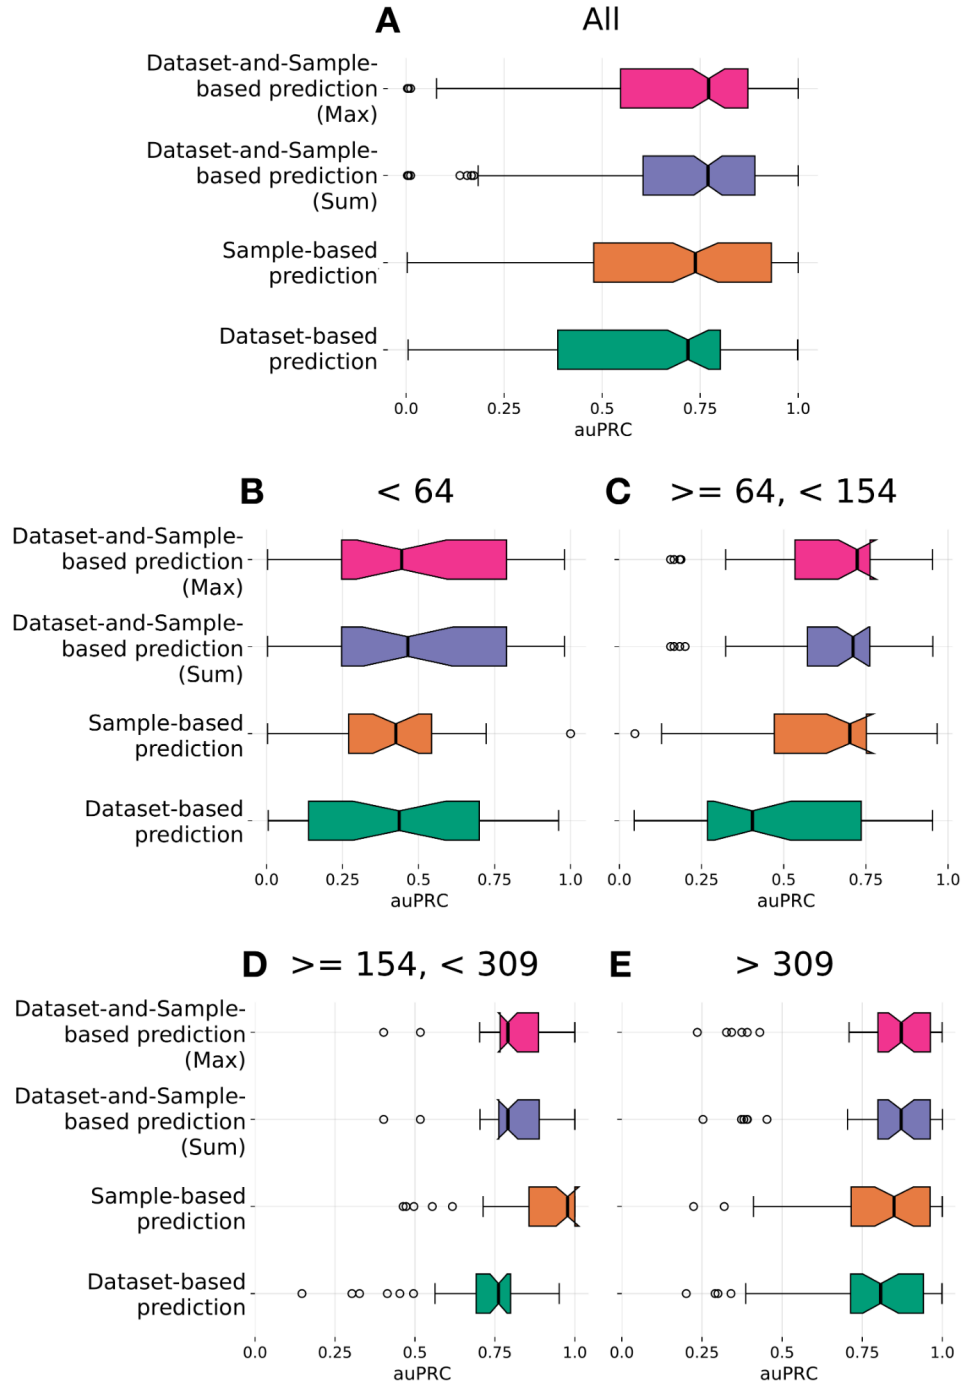 A All
Dataset-and-Sample-
based prediction
(Max)
Dataset-and-Sample-
based prediction
(Sum)
Sample-based
prediction
Dataset-based
prediction
0.0 0.25 0.5 0.75 1.0
auPRC
B < 64
Dataset-and-Sample-
based prediction
(Max)
Dataset-and-Sample-
based prediction
(Sum)
Sample-based
prediction
Dataset-based
prediction
0.0 0.25 0.5 0.75 1.0
auPRC
C >= 64, < 154
0.0 0.25 0.5 0.75 1.0
auPRC
D >= 154, < 309
Dataset-and-Sample-
based prediction
(Max)
Dataset-and-Sample-
based prediction
(Sum)
Sample-based
prediction
Dataset-based
prediction
0.0 0.25 0.5 0.75 1.0
auPRC
E > 309
0.0 0.25 0.5 0.75 1.0
auPRC